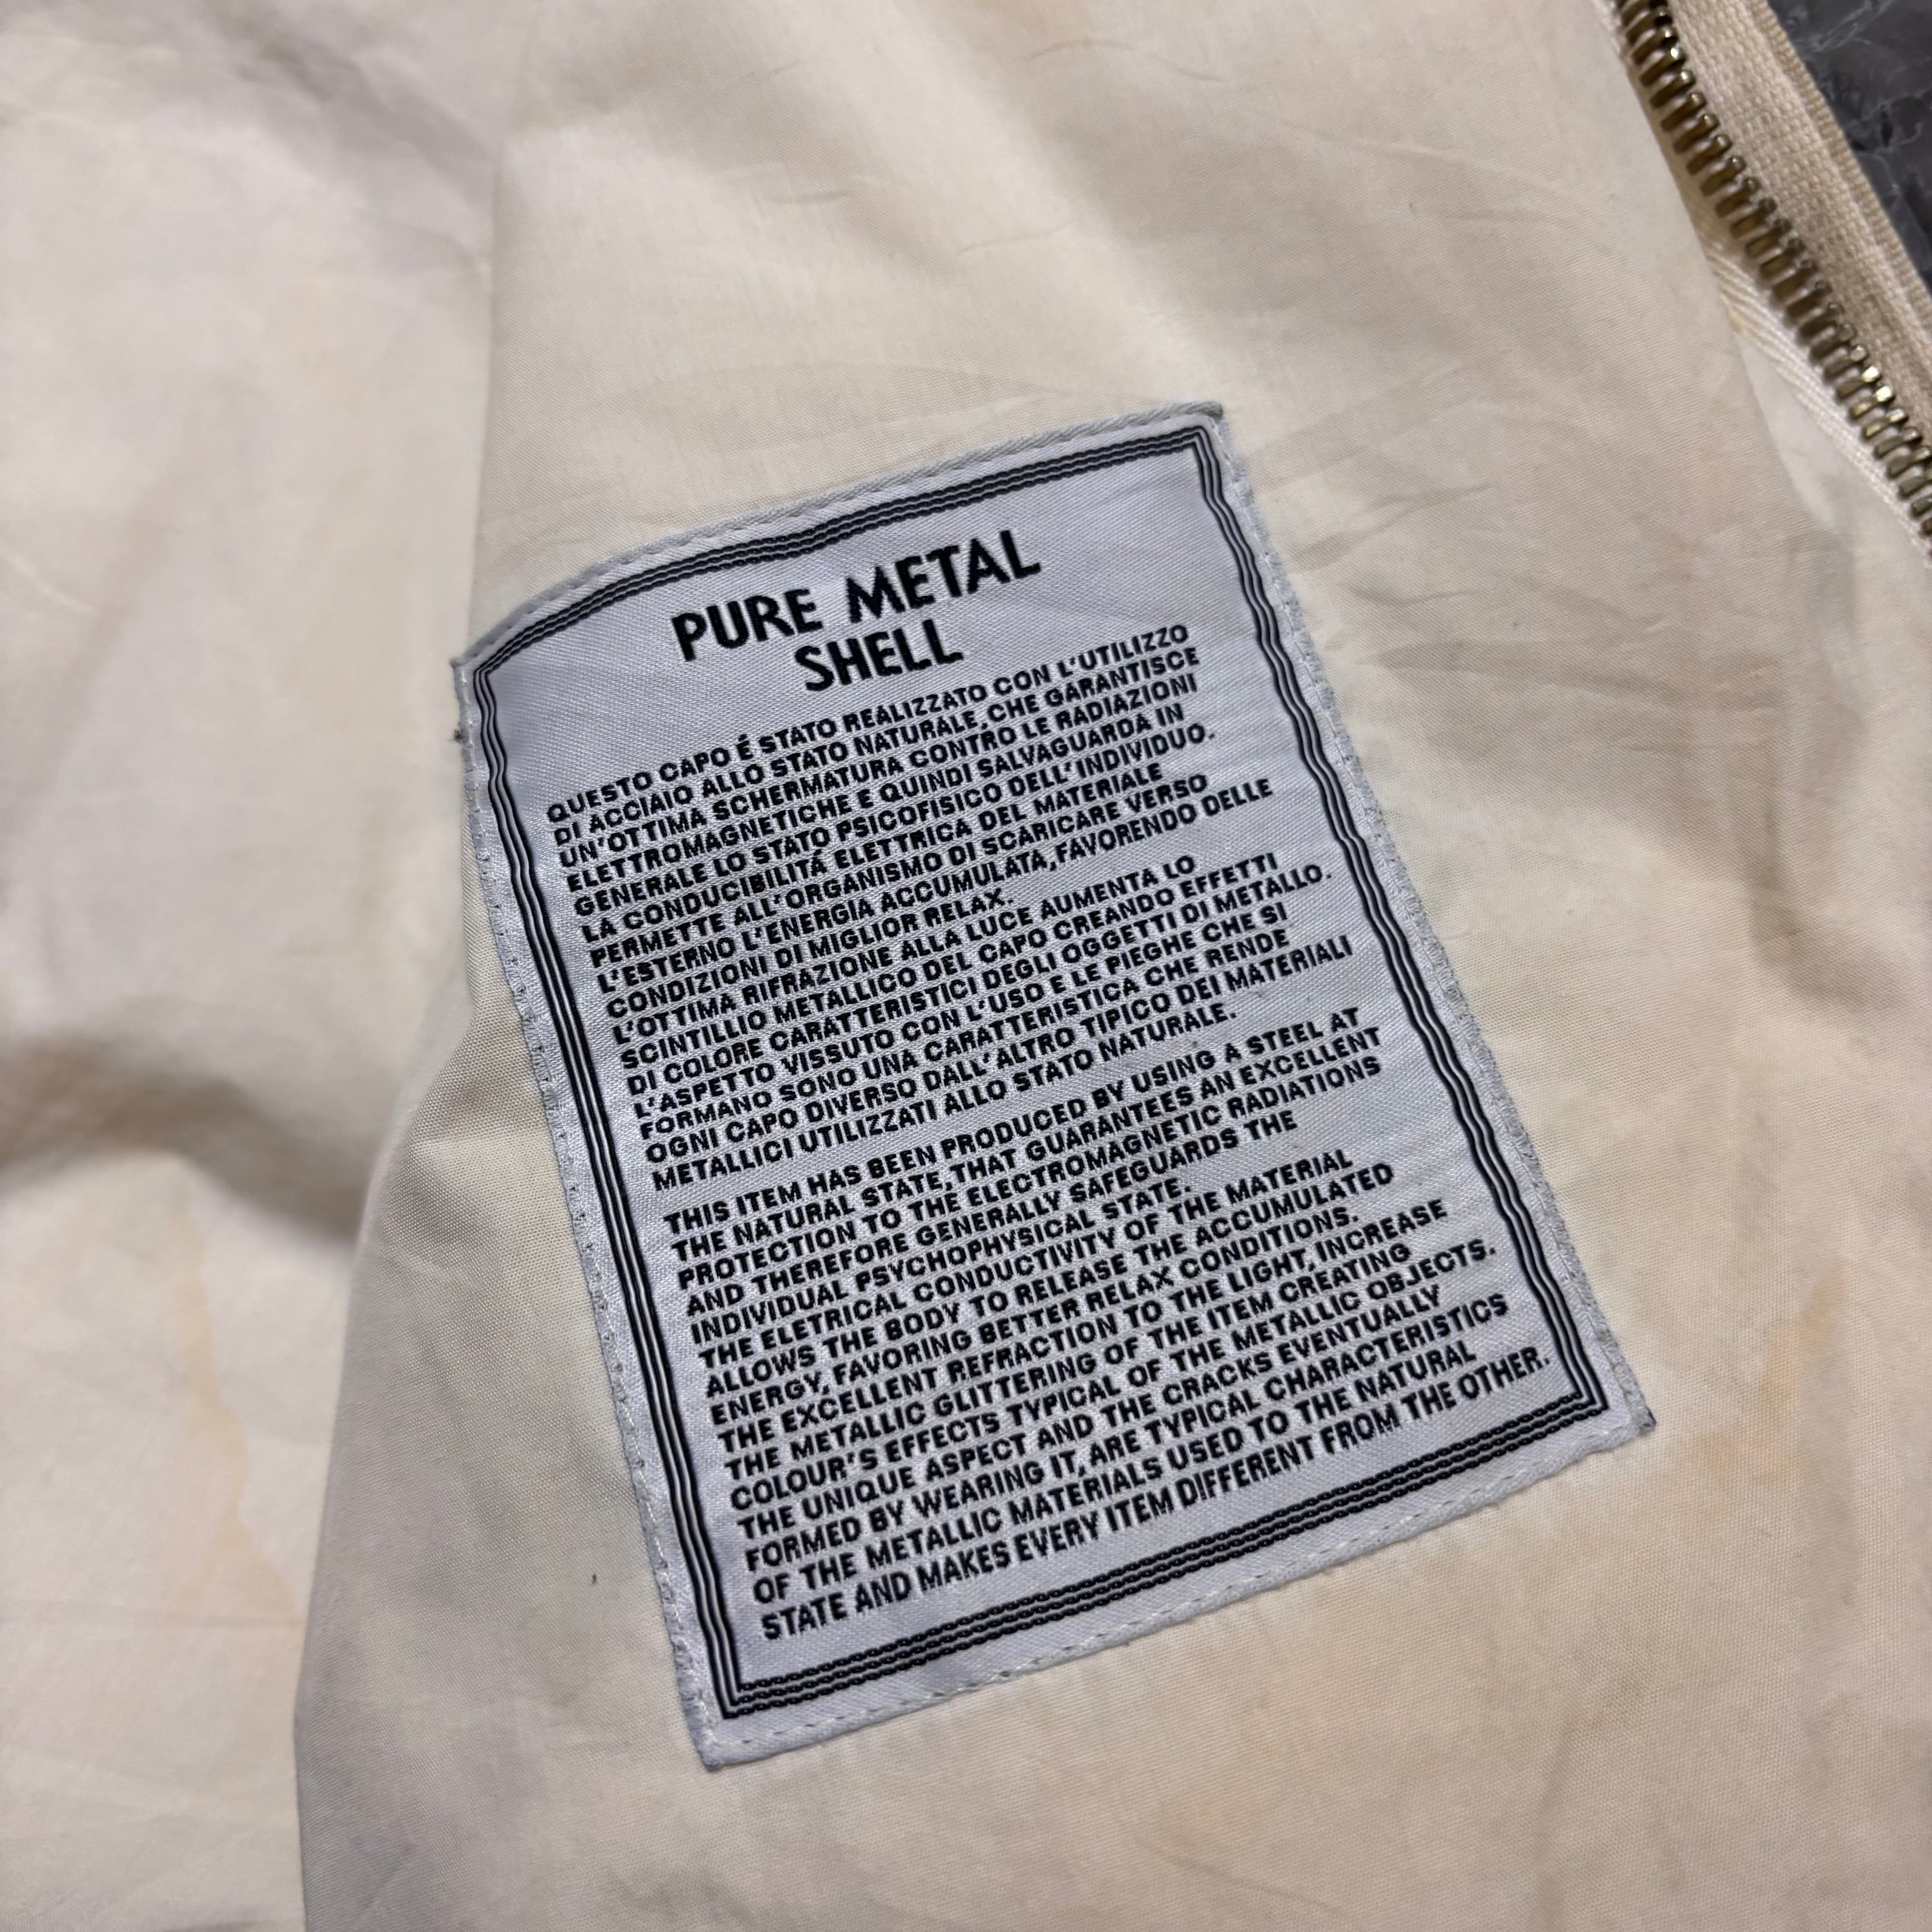 PURE METAL
SHELL
QUESTO CAPO É STATO REALIZZATO CON L'UTILIZZO
DI ACCIAIO ALLO STATO NATURALE, CHE GARANTISCE
UN'OTTIMA SCHERMATURA CONTRO LE RADIAZIONI
ELETTROMAGNETICHE E QUINDI SALVAGUARDA IN
GENERALE LO STATO PSICOFISICO DELL'INDIVIDUO.
LA CONDUCIBILITÁ ELETTRICA DEL MATERIALE
PERMETTE ALL'ORGANISMO DI SCARICARE VERSO
L'ESTERNO L'ENERGIA ACCUMULATA, FAVORENDO DELLE
CONDIZIONI DI MIGLIOR RELAX.
L'OTTIMA RIFRAZIONE ALLA LUCE AUMENTA LO
SCINTILLIO METALLICO DEL CAPO CREANDO EFFETTI
DI COLORE CARATTERISTICI DEGLI OGGETTI DI METALLO.
L'ASPETTO VISSUTO CON L'USO E LE PIEGHE CHE SI
FORMANO SONO UNA CARATTERISTICA CHE RENDE
OGNI CAPO DIVERSO DALL'ALTRO TIPICO DEI MATERIALI
METALLICI UTILIZZATI ALLO STATO NATURALE.
THIS ITEM HAS BEEN PRODUCED BY USING A STEEL AT
THE NATURAL STATE, THAT GUARANTEES AN EXCELLENT
PROTECTION TO THE ELECTROMAGNETIC RADIATIONS
AND THEREFORE GENERALLY SAFEGUARDS THE
INDIVIDUAL PSYCHOPHYSICAL STATE.
THE ELETRICAL CONDUCTIVITY OF THE MATERIAL
ALLOWS THE BODY TO RELEASE THE ACCUMULATED
ENERGY, FAVORING BETTER RELAX CONDITIONS.
THE EXCELLENT REFRACTION TO THE LIGHT, INCREASE
THE METALLIC GLITTERING OF THE ITEM CREATING
COLOUR'S EFFECTS TYPICAL OF THE METALLIC OBJECTS.
THE UNIQUE ASPECT AND THE CRACKS EVENTUALLY
FORMED BY WEARING IT, ARE TYPICAL CHARACTERISTICS
OF THE METALLIC MATERIALS USED TO THE NATURAL
STATE AND MAKES EVERY ITEM DIFFERENT FROM THE OTHER.